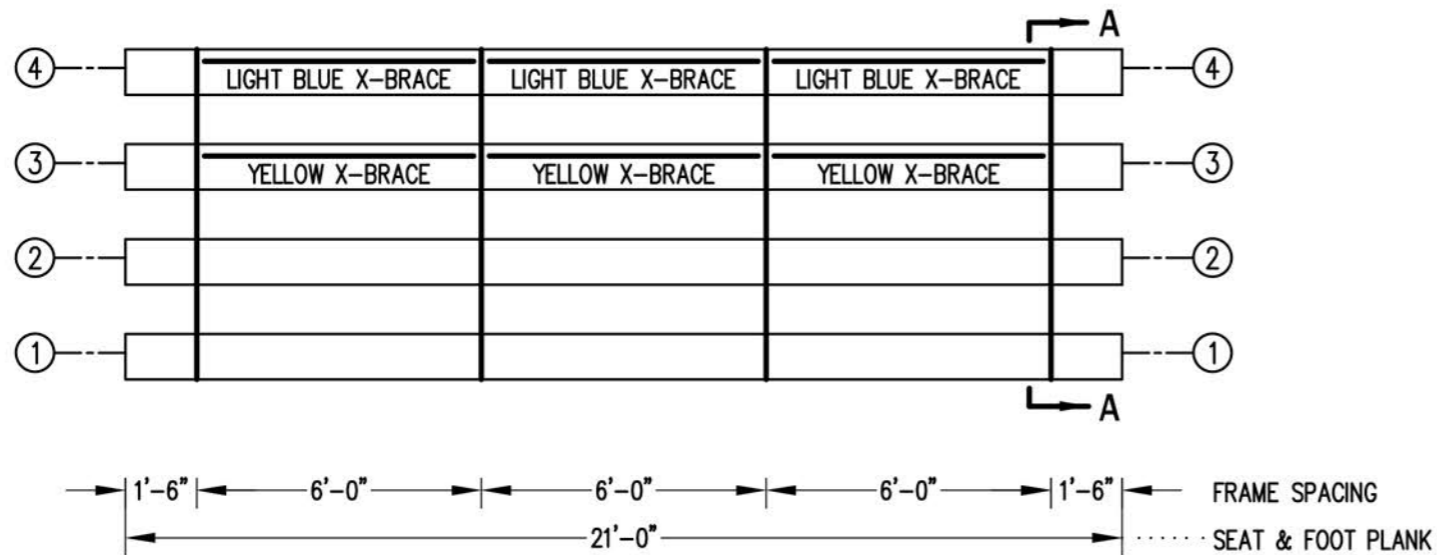 A
4 LIGHT BLUE X-BRACE LIGHT BLUE X-BRACE LIGHT BLUE X-BRACE 4
3 YELLOW X-BRACE YELLOW X-BRACE YELLOW X-BRACE 3
2 2
1 1
A
1'-6" 6'-0" 6'-0" 6'-0" 1'-6" FRAME SPACING
21'-0" SEAT & FOOT PLANK